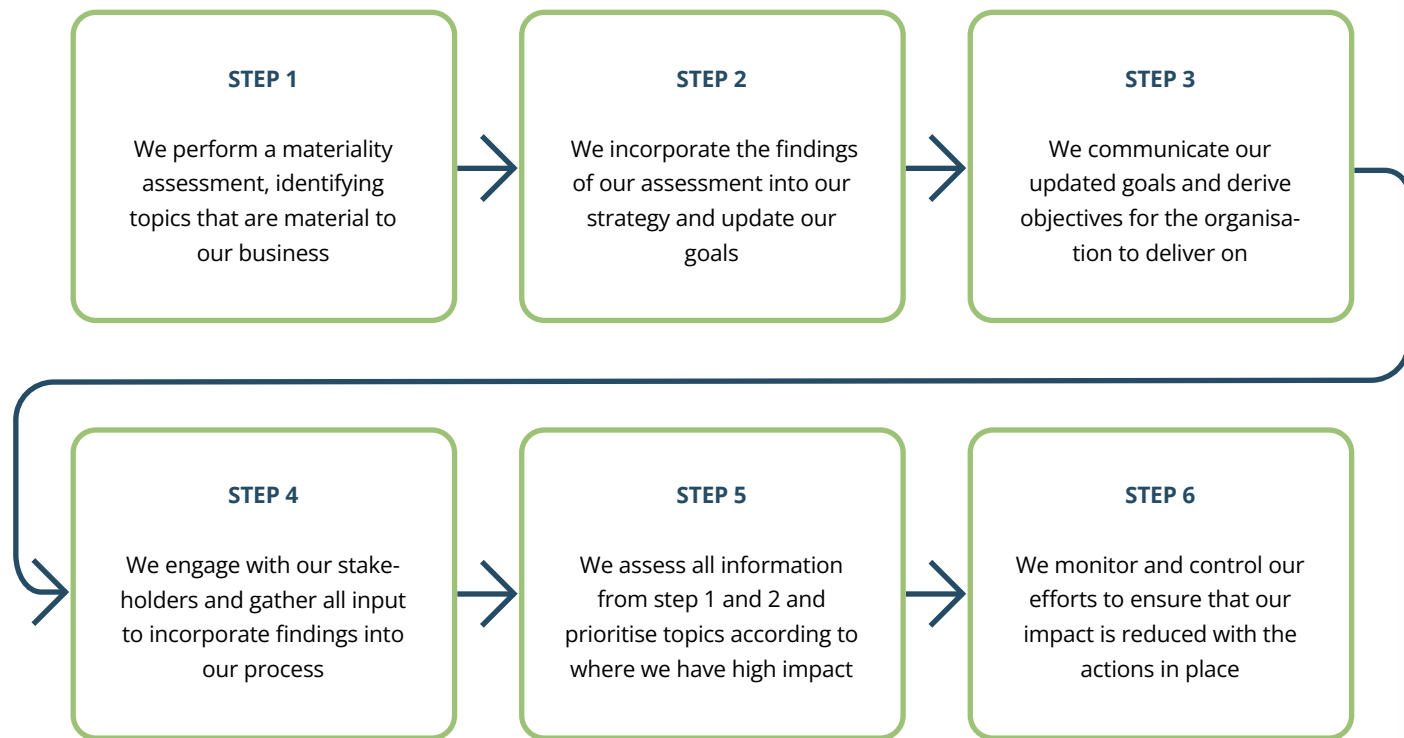 STEP 1
We perform a materiality
assessment, identifying
topics that are material to
our business
STEP 2
We incorporate the findings
of our assessment into our
strategy and update our
goals
STEP 3
We communicate our
updated goals and derive
objectives for the organisa-
tion to deliver on
STEP 4
We engage with our stake-
holders and gather all input
to incorporate findings into
our process
STEP 5
We assess all information
from step 1 and 2 and
prioritise topics according to
where we have high impact
STEP 6
We monitor and control our
efforts to ensure that our
impact is reduced with the
actions in place